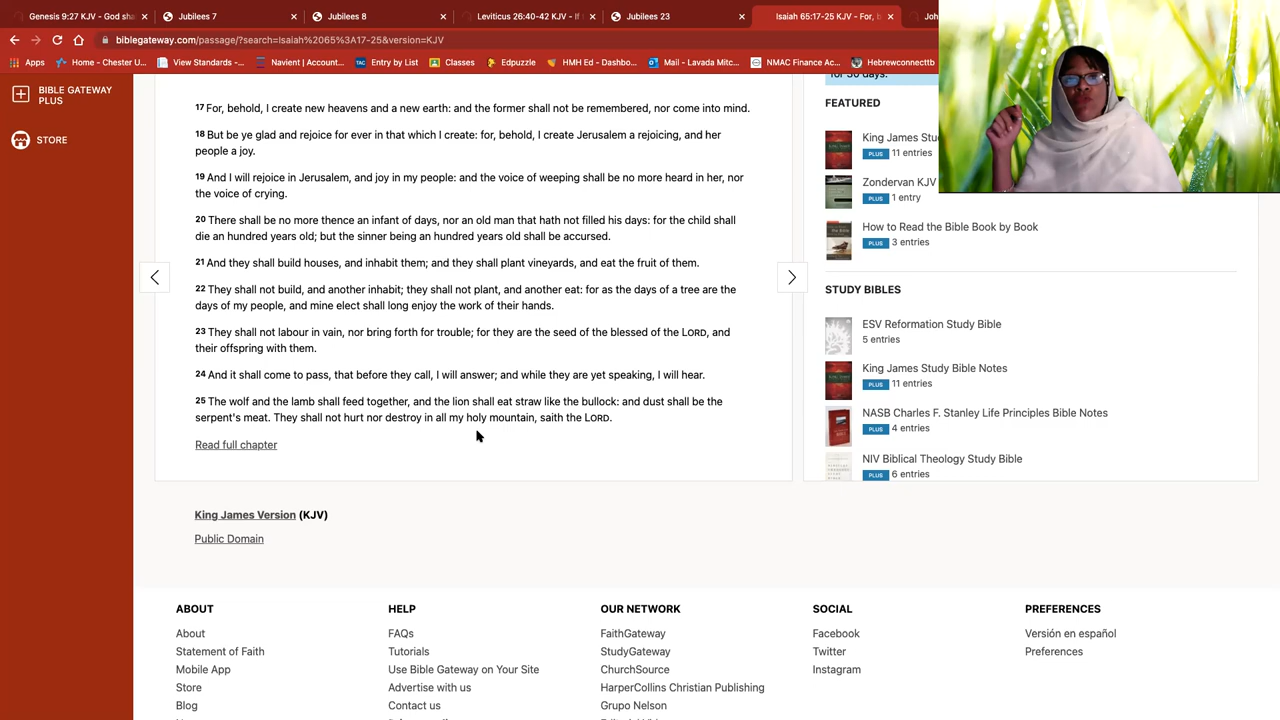 Genesis 9:27 KJV - God sha
Jubilees 7
Jubilees 8
Leviticus 26:40-42 KJV - If t
Jubilees 23
Isaiah 65:17-25 KJV - For, b
Joh
biblegateway.com/passage/?search=Isaiah%2065%3A17-25&version=KJV
Apps
Home - Chester U...
View Standards -...
Navient | Account...
TAC Entry by List
Classes
Edpuzzle
HMH Ed - Dashbo...
Mail - Lavada Mitc...
NMAC Finance Ac...
Hebrewconnecttb
BIBLE GATEWAY
PLUS
STORE
17 For, behold, I create new heavens and a new earth: and the former shall not be remembered, nor come into mind.
18 But be ye glad and rejoice for ever in that which I create: for, behold, I create Jerusalem a rejoicing, and her
people a joy.
19 And I will rejoice in Jerusalem, and joy in my people: and the voice of weeping shall be no more heard in her, nor
the voice of crying.
20 There shall be no more thence an infant of days, nor an old man that hath not filled his days: for the child shall
die an hundred years old; but the sinner being an hundred years old shall be accursed.
21 And they shall build houses, and inhabit them; and they shall plant vineyards, and eat the fruit of them.
22 They shall not build, and another inhabit; they shall not plant, and another eat: for as the days of a tree are the
days of my people, and mine elect shall long enjoy the work of their hands.
23 They shall not labour in vain, nor bring forth for trouble; for they are the seed of the blessed of the LORD, and
their offspring with them.
24 And it shall come to pass, that before they call, I will answer; and while they are yet speaking, I will hear.
25 The wolf and the lamb shall feed together, and the lion shall eat straw like the bullock: and dust shall be the
serpent's meat. They shall not hurt nor destroy in all my holy mountain, saith the LORD.
Read full chapter
King James Version (KJV)
Public Domain
for 30 days.
FEATURED
King James Stu
PLUS 11 entries
Zondervan KJV
PLUS 1 entry
How to Read the Bible Book by Book
PLUS 3 entries
STUDY BIBLES
ESV Reformation Study Bible
5 entries
King James Study Bible Notes
PLUS 11 entries
NASB Charles F. Stanley Life Principles Bible Notes
PLUS 4 entries
NIV Biblical Theology Study Bible
PLUS 6 entries
ABOUT
About
Statement of Faith
Mobile App
Store
Blog
HELP
FAQs
Tutorials
Use Bible Gateway on Your Site
Advertise with us
Contact us
OUR NETWORK
FaithGateway
StudyGateway
ChurchSource
HarperCollins Christian Publishing
Grupo Nelson
SOCIAL
Facebook
Twitter
Instagram
PREFERENCES
Versión en español
Preferences